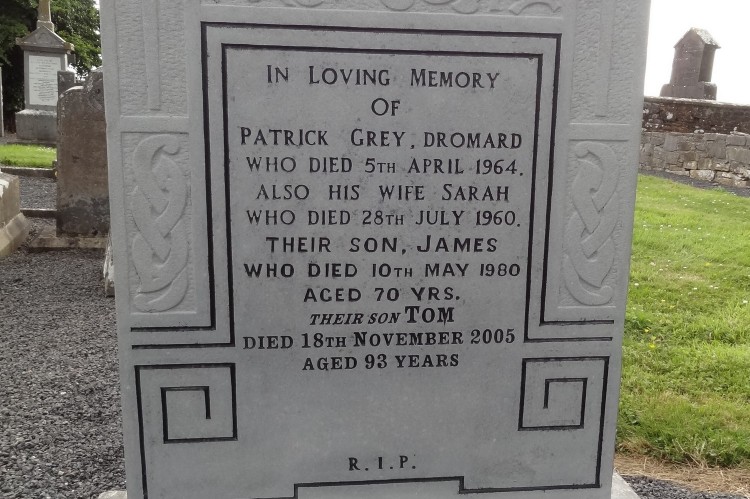 IN LOVING MEMORY
OF
PATRICK GREY, DROMARD
WHO DIED 5TH APRIL 1964.
ALSO HIS WIFE SARAH
WHO DIED 28TH JULY 1960.
THEIR SON, JAMES
WHO DIED 10TH MAY 1980
AGED 70 YRS.
THEIR SON TOM
DIED 18TH NOVEMBER 2005
AGED 93 YEARS
R.I.P.